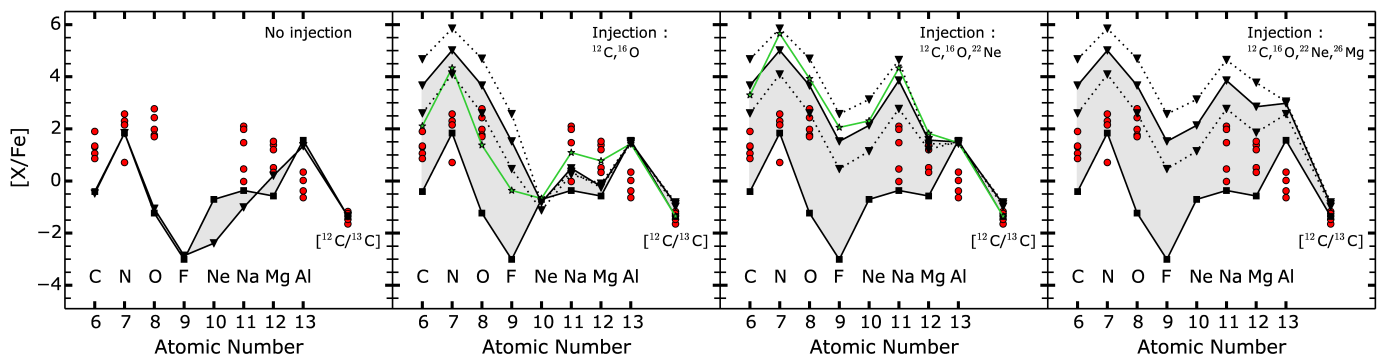 No injection
Injection :
¹²C,¹⁶O
Injection :
¹²C,¹⁶O,²²Ne
Injection :
¹²C,¹⁶O,²²Ne,²⁶Mg
[X/Fe]
6
4
2
0
−2
−4
[¹²C/¹³C]
[¹²C/¹³C]
[¹²C/¹³C]
[¹²C/¹³C]
C N O F Ne Na Mg Al
C N O F Ne Na Mg Al
C N O F Ne Na Mg Al
C N O F Ne Na Mg Al
6 7 8 9 10 11 12 13
6 7 8 9 10 11 12 13
6 7 8 9 10 11 12 13
6 7 8 9 10 11 12 13
Atomic Number
Atomic Number
Atomic Number
Atomic Number